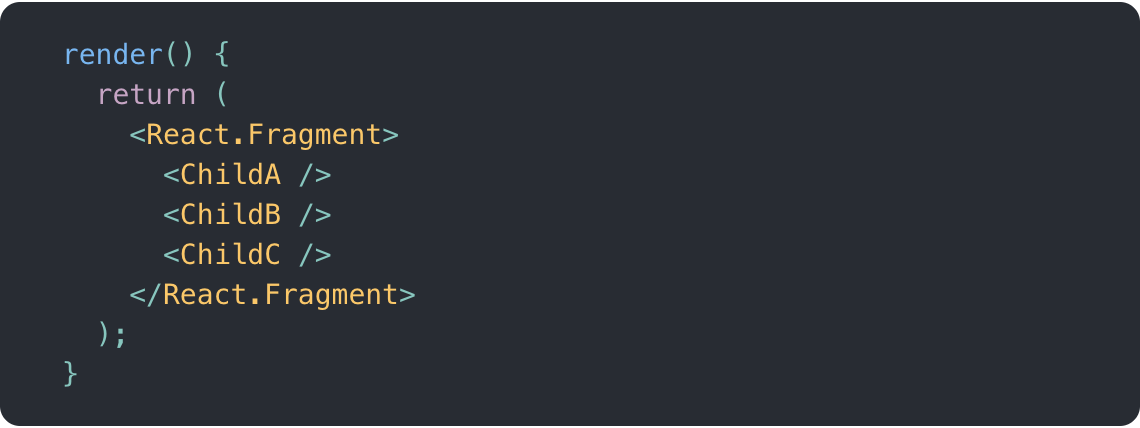 render() {
  return (
    <React.Fragment>
      <ChildA />
      <ChildB />
      <ChildC />
    </React.Fragment>
  );
}